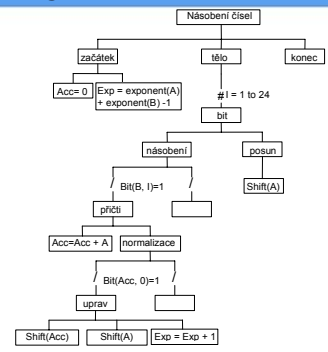 Násobení čísel
začátek
tělo
konec
Acc= 0
Exp = exponent(A)
+ exponent(B) -1
# I = 1 to 24
bit
násobení
posun
Bit(B, I)=1
Shift(A)
přičti
Acc=Acc + A
normalizace
Bit(Acc, 0)=1
uprav
Shift(Acc)
Shift(A)
Exp = Exp + 1